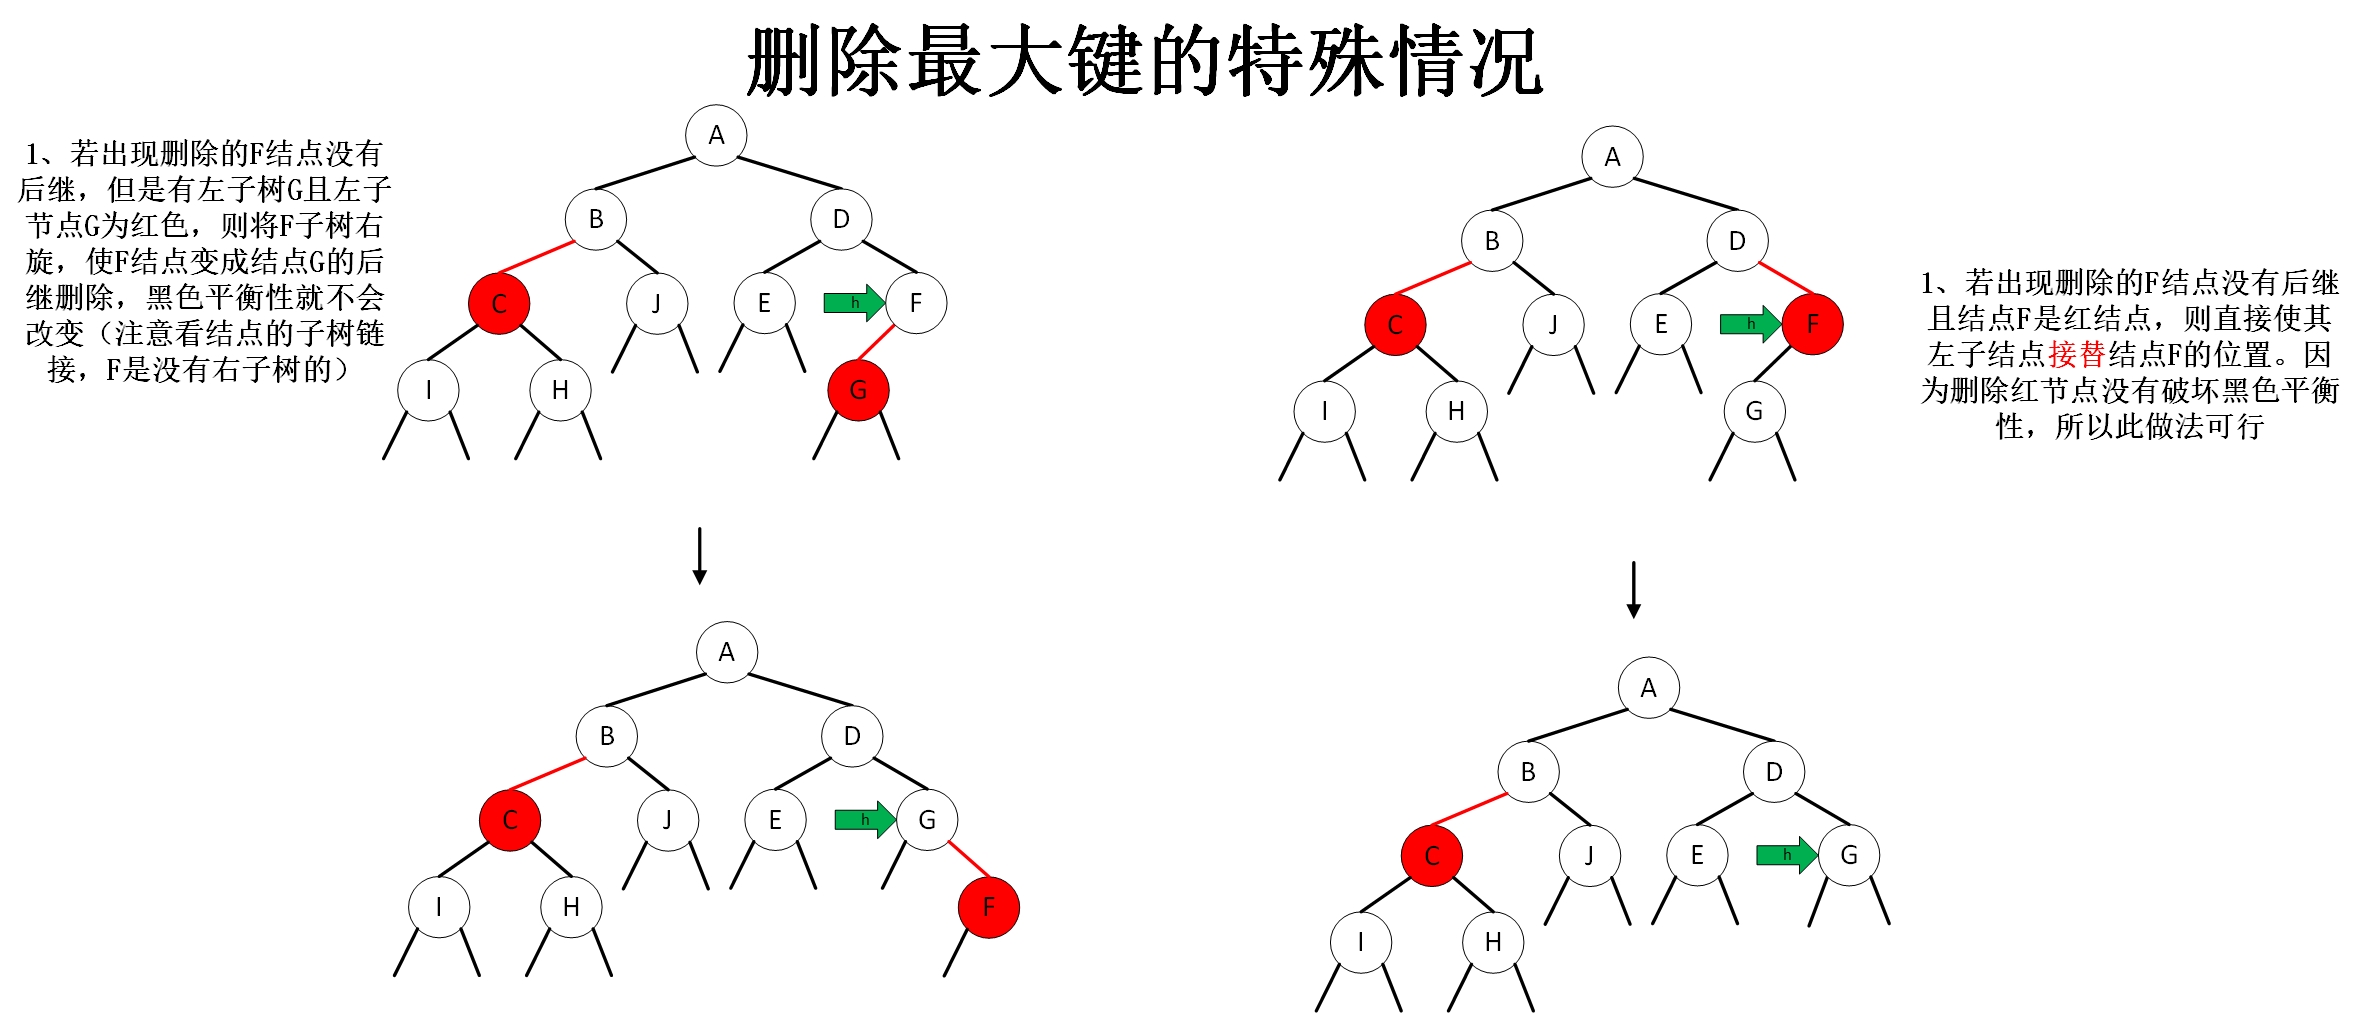 删除最大键的特殊情况
1、若出现删除的F结点没有
后继，但是有左子树G且左子
节点G为红色，则将F子树右
旋，使F结点变成结点G的后
继删除，黑色平衡性就不会
改变（注意看结点的子树链
接，F是没有右子树的）
A
B
D
C
J
E
h
F
I
H
G
A
B
D
C
J
E
h
F
I
H
G
1、若出现删除的F结点没有后继
且结点F是红结点，则直接使其
左子结点接替结点F的位置。因
为删除红节点没有破坏黑色平衡
性，所以此做法可行
A
B
D
C
J
E
h
G
I
H
F
A
B
D
C
J
E
h
G
I
H